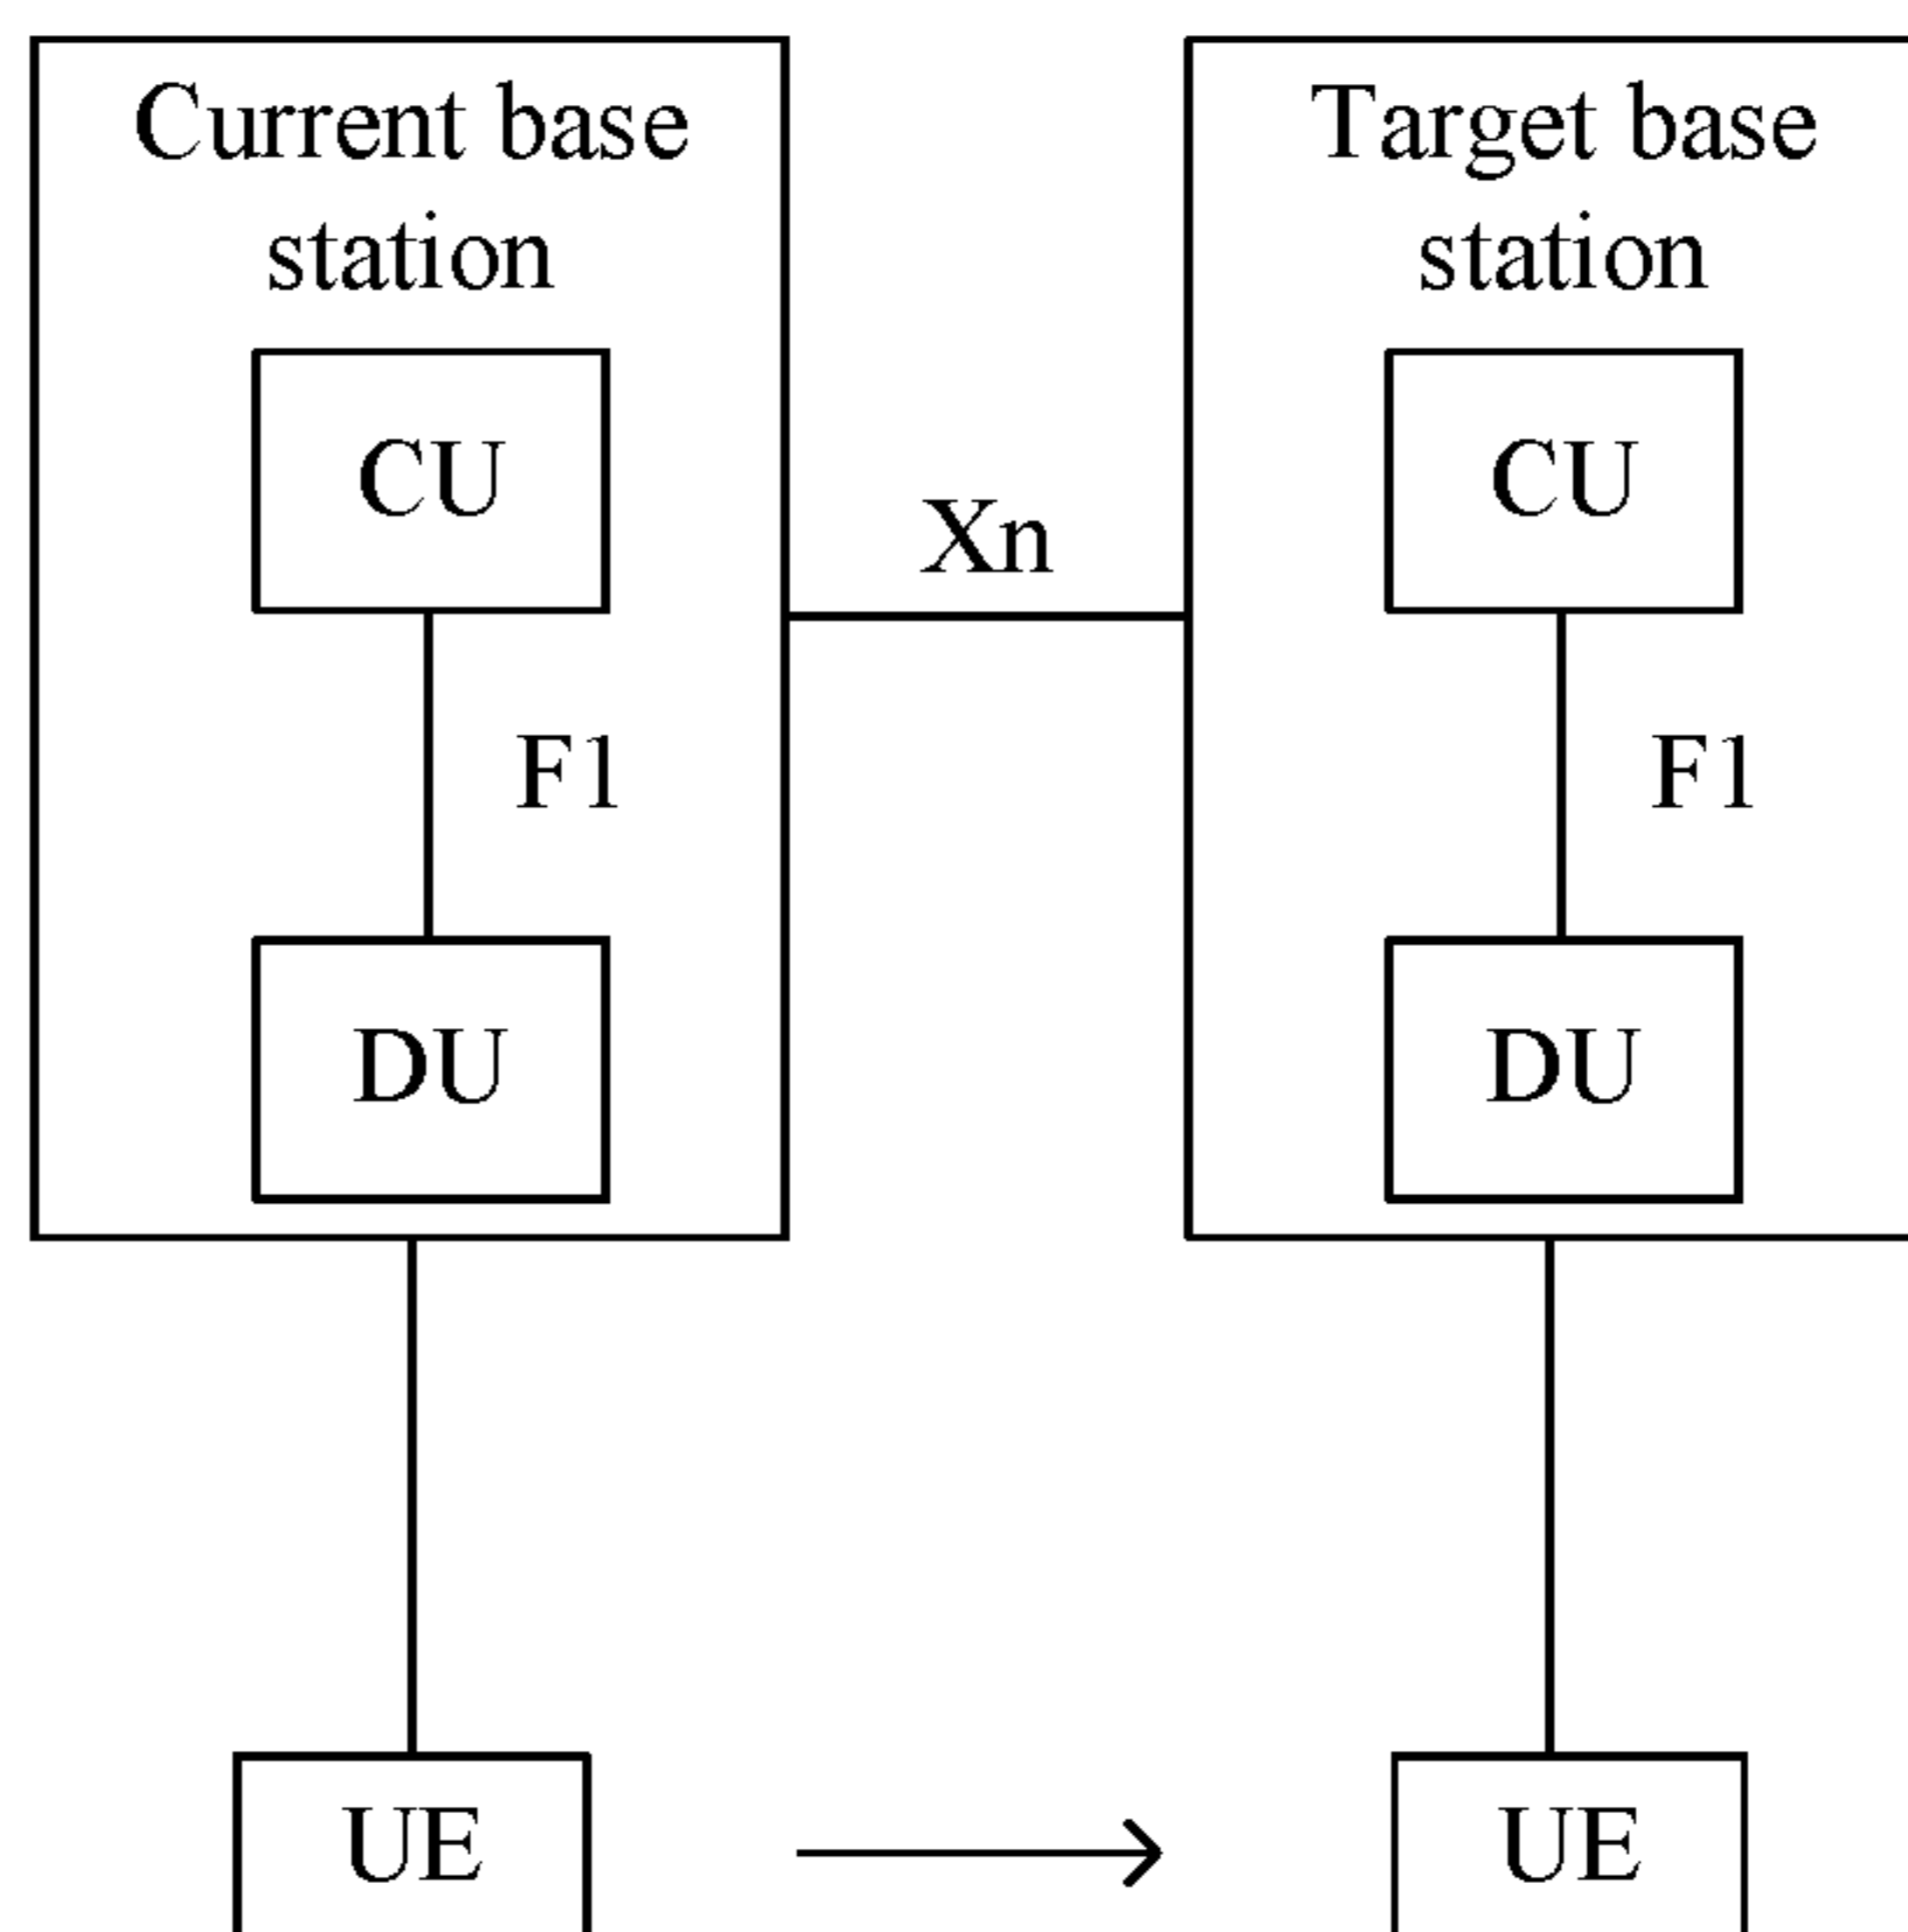 Current base
station
Target base
station
CU
CU
Xn
F1
F1
DU
DU
UE
UE